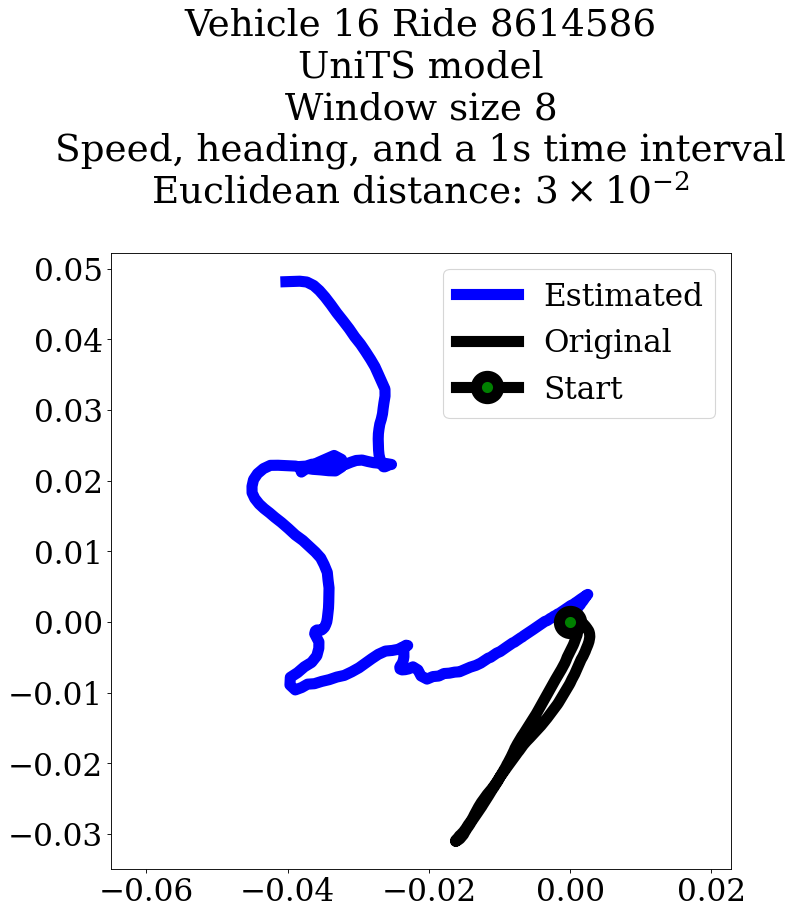 Vehicle 16 Ride 8614586
UniTS model
Window size 8
Speed, heading, and a 1s time interval
Euclidean distance: 3 × 10⁻²
Estimated
Original
Start
0.05
0.04
0.03
0.02
0.01
0.00
−0.01
−0.02
−0.03
−0.06 −0.04 −0.02 0.00 0.02